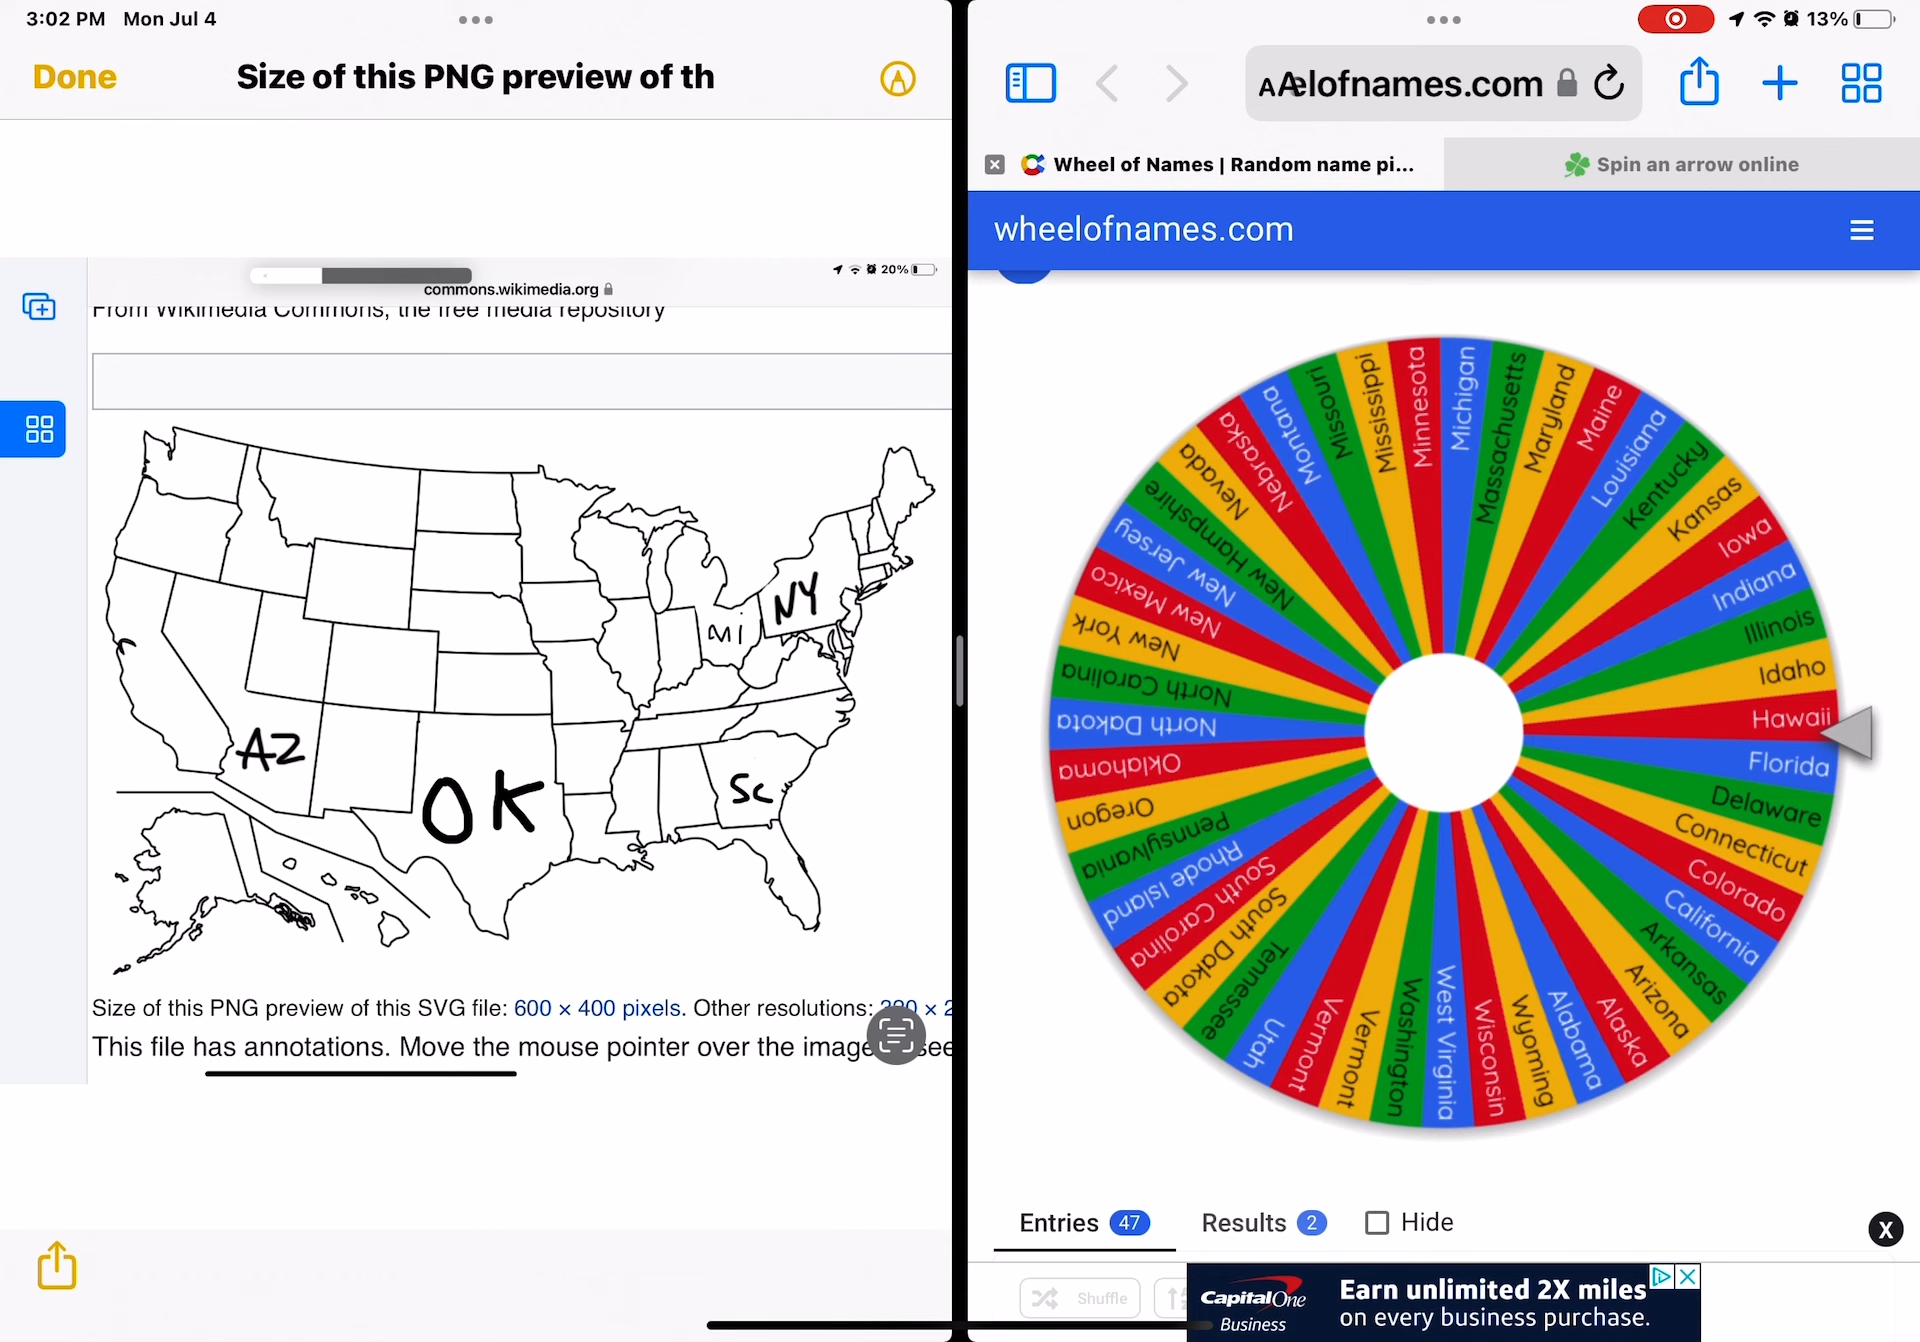 3:02 PM Mon Jul 4
Done
Size of this PNG preview of th
20%
commons.wikimedia.org
From Wikimedia Commons, the free media repository
NY
Mi
AZ
OK
SC
Size of this PNG preview of this SVG file: 600 × 400 pixels. Other resolutions: 320 × 2
This file has annotations. Move the mouse pointer over the image see
13%
AA elofnames.com
Wheel of Names | Random name pi...
Spin an arrow online
wheelofnames.com
Michigan
Massachusetts
Maryland
Maine
Louisiana
Kentucky
Kansas
Iowa
Indiana
Illinois
Idaho
Hawaii
Florida
Delaware
Connecticut
Colorado
California
Arkansas
Arizona
Alaska
Alabama
Wyoming
Wisconsin
West Virginia
Washington
Vermont
Vermont
Utah
Tennessee
South Dakota
South Carolina
Rhode Island
Pennsylvania
Oregon
Oklahoma
North Dakota
North Carolina
New York
New Mexico
New Jersey
New Hampshire
Nevada
Nebraska
Montana
Missouri
Mississippi
Minnesota
Entries 47
Results 2
Hide
X
Shuffle
Capital One
Business
Earn unlimited 2X miles
on every business purchase.